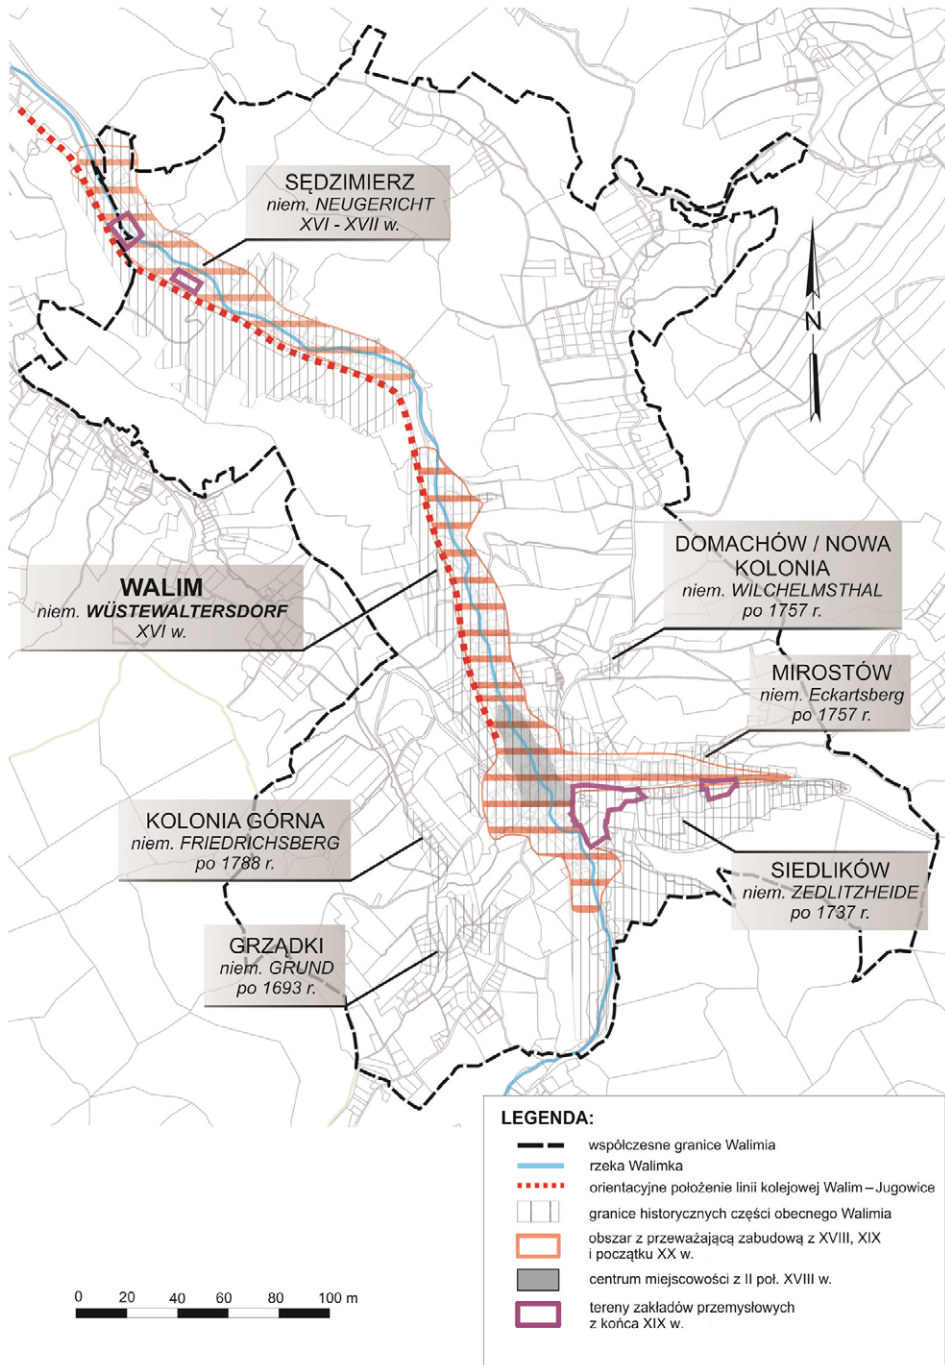 SĘDZIMIERZ
niem. NEUGERICHT
XVI - XVII w.
N
DOMACHÓW / NOWA
KOLONIA
niem. WILCHELMSTHAL
po 1757 r.
WALIM
niem. WÜSTEWALTERSDORF
XVI w.
MIROSTÓW
niem. Eckartsberg
po 1757 r.
KOLONIA GÓRNA
niem. FRIEDRICHSBERG
po 1788 r.
SIEDLIKÓW
niem. ZEDLITZHEIDE
po 1737 r.
GRZĄDKI
niem. GRUND
po 1693 r.
LEGENDA:
współczesne granice Walimia
rzeka Walimka
orientacyjne położenie linii kolejowej Walim – Jugowice
granice historycznych części obecnego Walimia
obszar z przeważającą zabudową z XVIII, XIX
i początku XX w.
centrum miejscowości z II poł. XVIII w.
tereny zakładów przemysłowych
z końca XIX w.
0 20 40 60 80 100 m